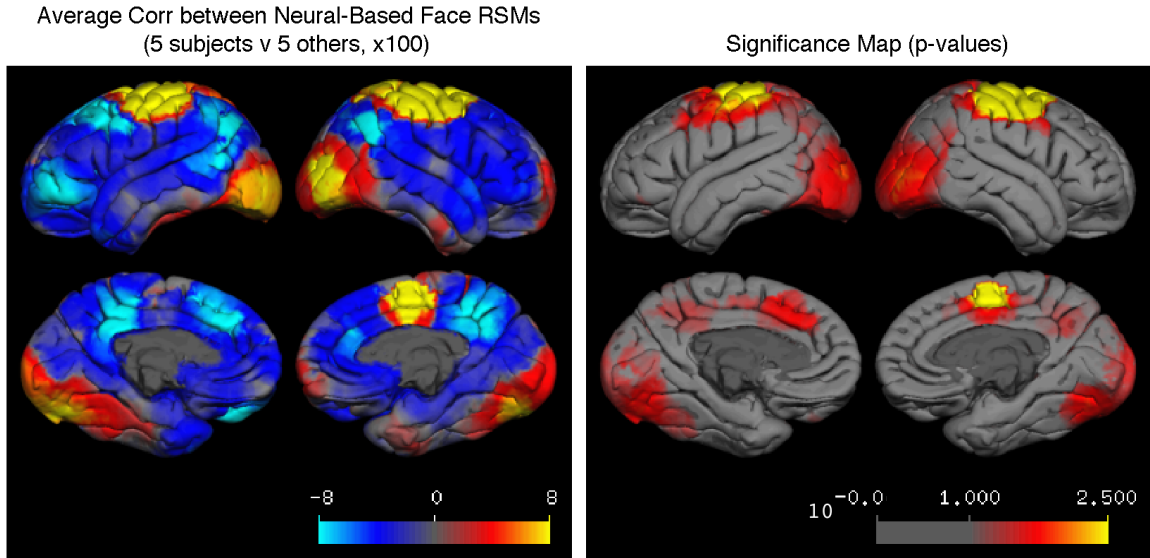 Average Corr between Neural-Based Face RSMs
(5 subjects v 5 others, x100)
Significance Map (p-values)
-8 0 8
10-0.0 1.000 2.500